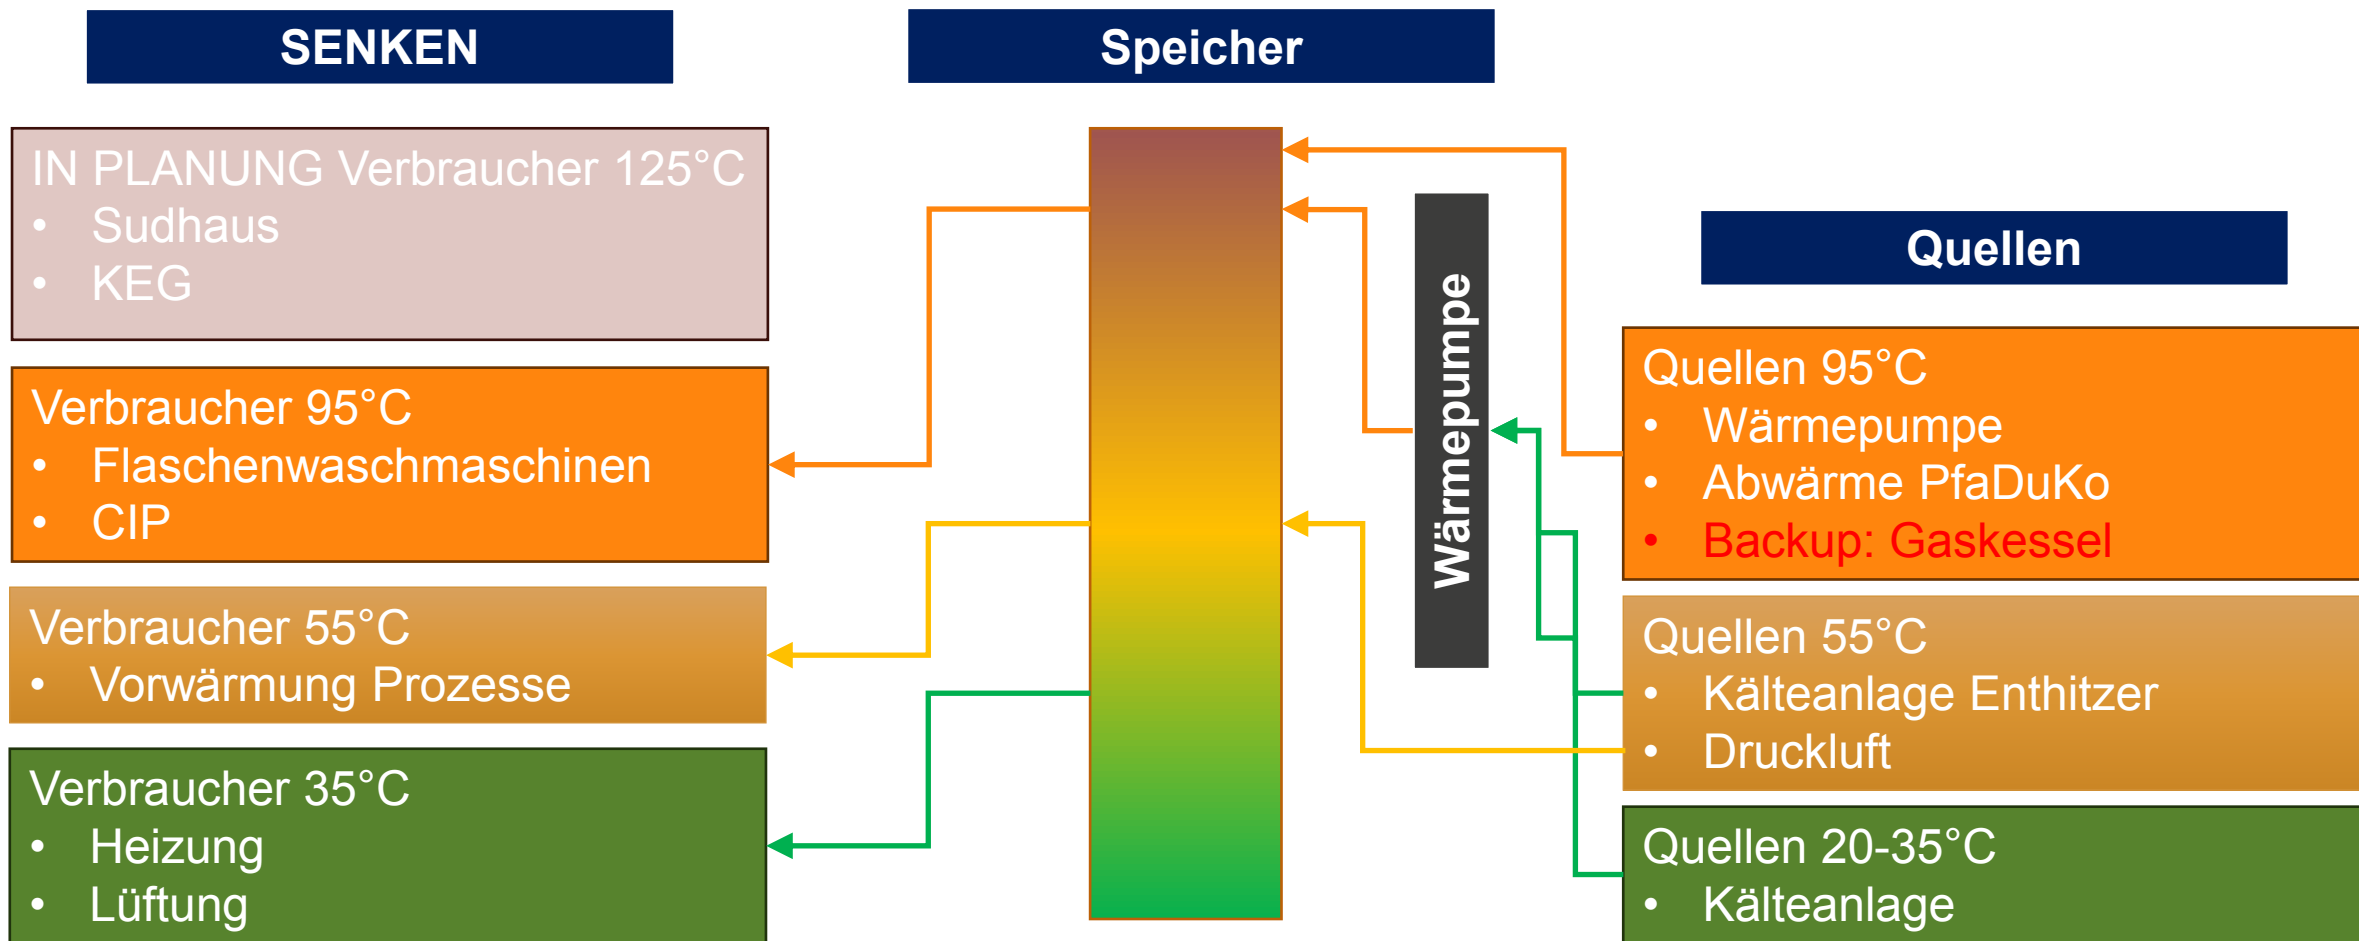 SENKEN
IN PLANUNG Verbraucher 125°C
• Sudhaus
• KEG
Verbraucher 95°C
• Flaschenwaschmaschinen
• CIP
Verbraucher 55°C
• Vorwärmung Prozesse
Verbraucher 35°C
• Heizung
• Lüftung
Speicher
Wärmepumpe
Quellen
Quellen 95°C
• Wärmepumpe
• Abwärme PfaDuKo
• Backup: Gaskessel
Quellen 55°C
• Kälteanlage Enthitzer
• Druckluft
Quellen 20-35°C
• Kälteanlage